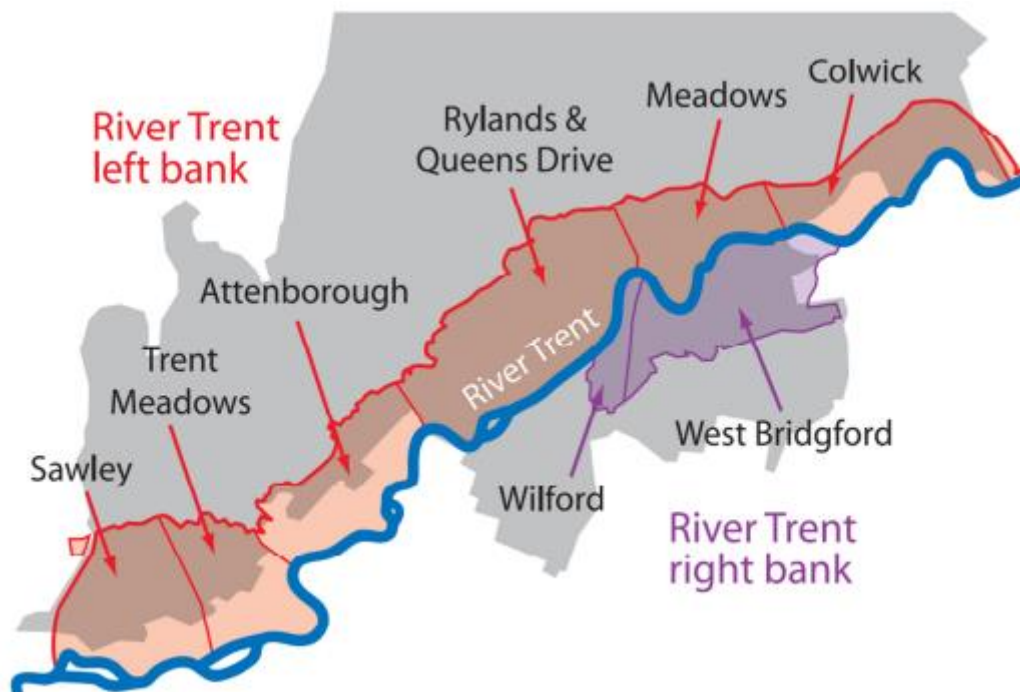 Colwick
Meadows
Rylands &
Queens Drive
River Trent
left bank
Attenborough
Trent
Meadows
Sawley
River Trent
West Bridgford
Wilford
River Trent
right bank